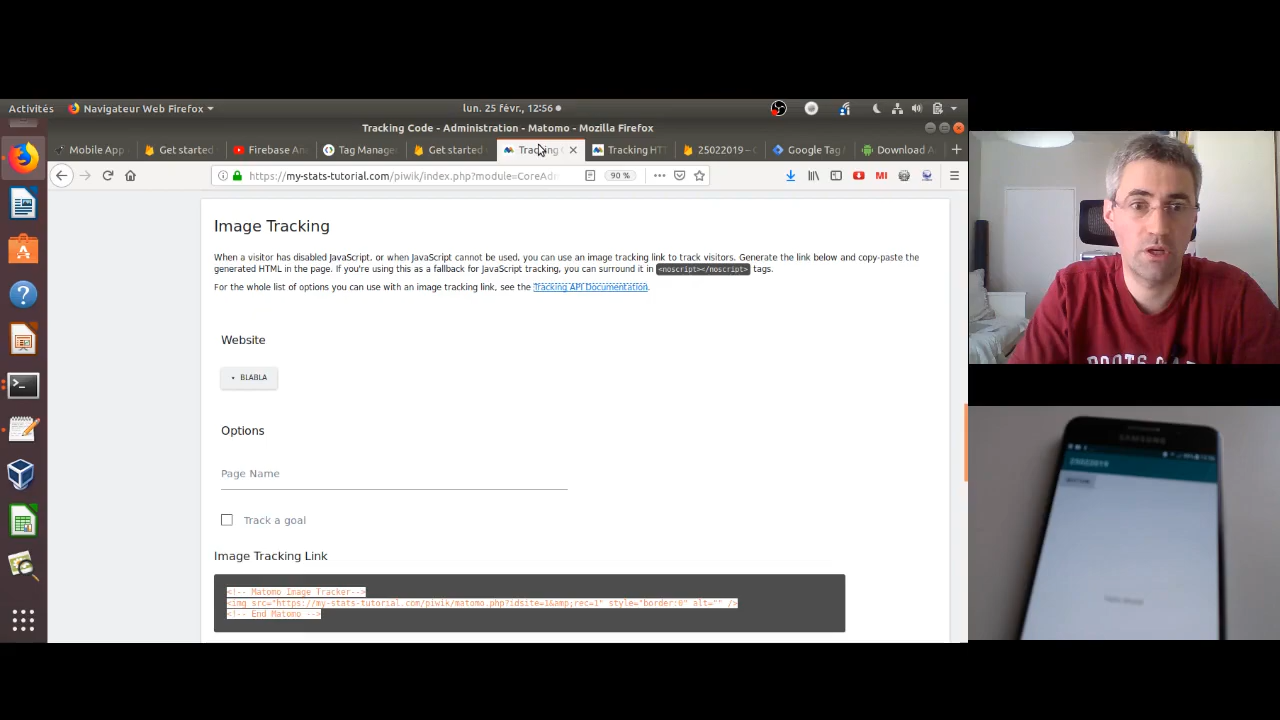 Activités
Navigateur Web Firefox
lun. 25 févr., 12:56
Tracking Code - Administration - Matomo - Mozilla Firefox
Mobile App
Get started
Firebase An
Tag Manage
Get started
Tracking
Tracking HT
25022019 – C
Google Tag
Download A
https://my-stats-tutorial.com/piwik/index.php?module=CoreAdm
90 %
Image Tracking
When a visitor has disabled JavaScript, or when JavaScript cannot be used, you can use an image tracking link to track visitors. Generate the link below and copy-paste the
generated HTML in the page. If you're using this as a fallback for JavaScript tracking, you can surround it in <noscript></noscript> tags.
For the whole list of options you can use with an image tracking link, see the Tracking API Documentation.
Website
BLABLA
Options
Page Name
Track a goal
Image Tracking Link
<!-- Matomo Image Tracker-->
<img src="https://my-stats-tutorial.com/piwik/matomo.php?idsite=1&amp;rec=1" style="border:0" alt="" />
<!-- End Matomo -->
SAMSUNG
25022019
BUTTON